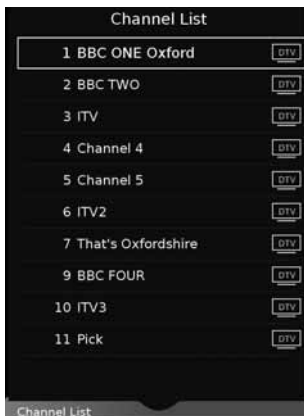 Channel List
1 BBC ONE Oxford DTV
2 BBC TWO DTV
3 ITV DTV
4 Channel 4 DTV
5 Channel 5 DTV
6 ITV2 DTV
7 That's Oxfordshire DTV
9 BBC FOUR DTV
10 ITV3 DTV
11 Pick DTV
Channel List